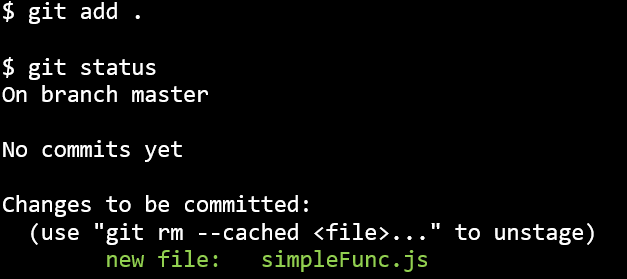 $ git add .
$ git status
On branch master
No commits yet
Changes to be committed:
(use "git rm --cached <file>..." to unstage)
new file: simpleFunc.js